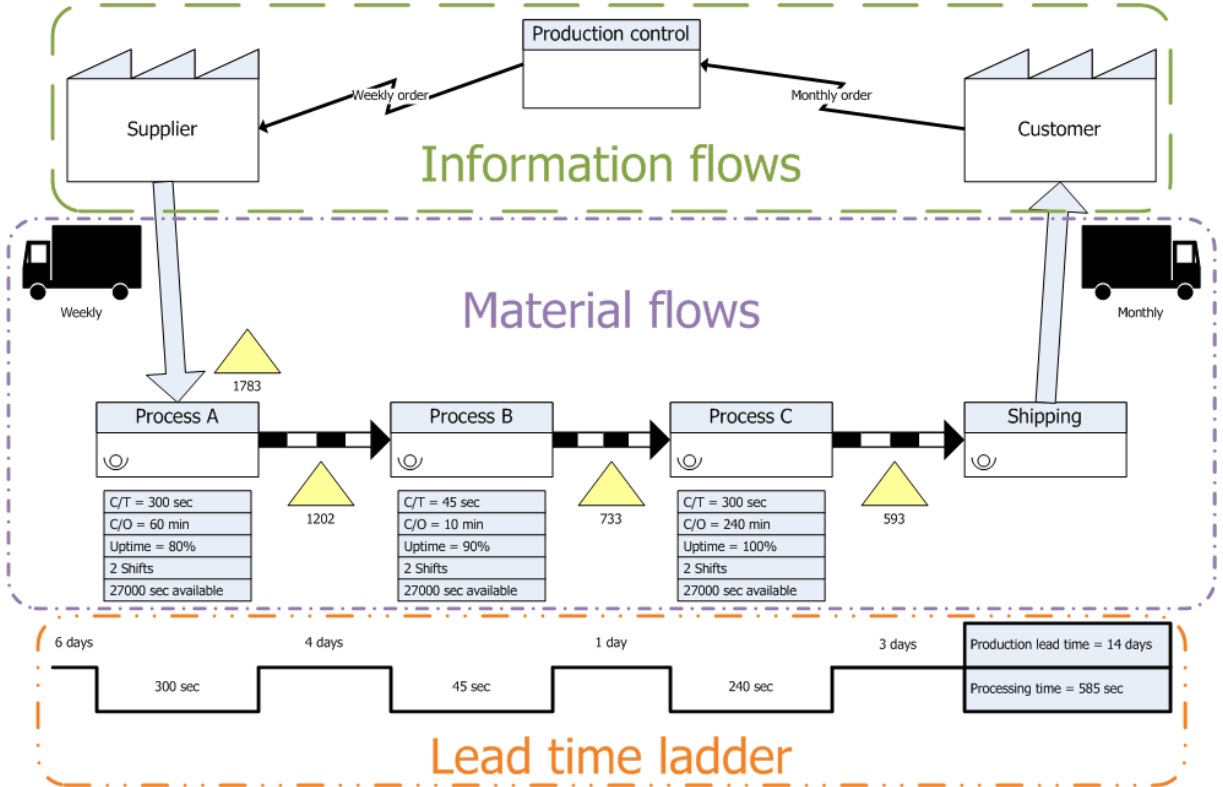 Production control
Weekly order
Monthly order
Supplier
Customer
Information flows
Weekly
Material flows
Monthly
1783
Process A
Process B
Process C
Shipping
1202
733
593
C/T = 300 sec
C/O = 60 min
Uptime = 80%
2 Shifts
27000 sec available
C/T = 45 sec
C/O = 10 min
Uptime = 90%
2 Shifts
27000 sec available
C/T = 300 sec
C/O = 240 min
Uptime = 100%
2 Shifts
27000 sec available
6 days
4 days
1 day
3 days
Production lead time = 14 days
300 sec
45 sec
240 sec
Processing time = 585 sec
Lead time ladder